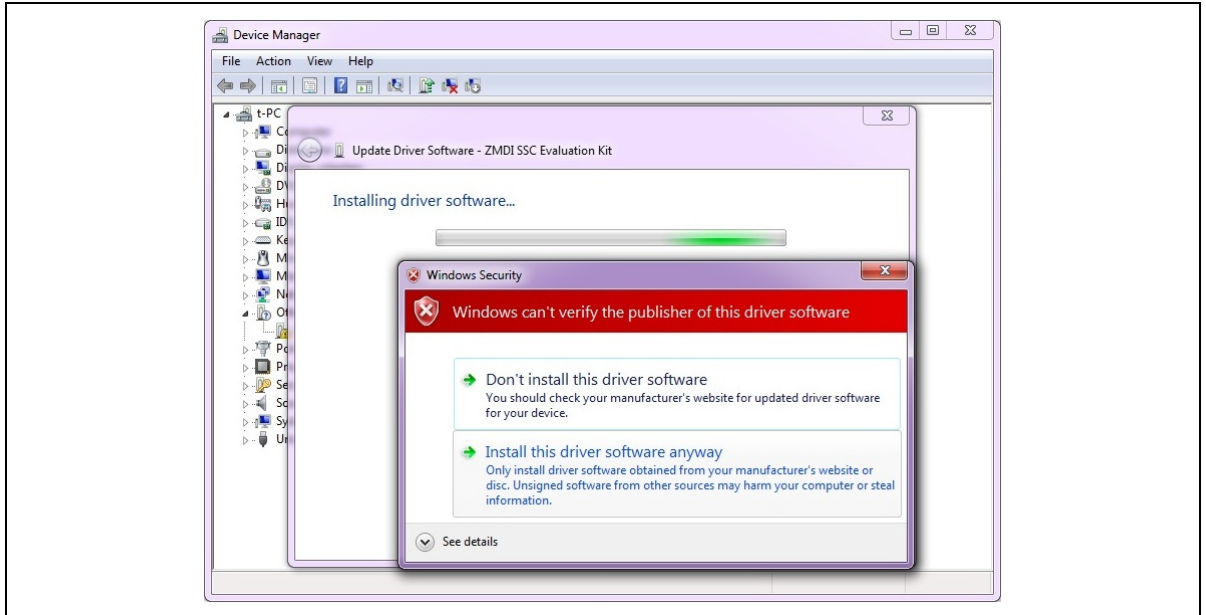 Device Manager
File Action View Help
t-PC
Update Driver Software - ZMDI SSC Evaluation Kit
Installing driver software...
Windows Security
Windows can't verify the publisher of this driver software
Don't install this driver software
You should check your manufacturer's website for updated driver software
for your device.
Install this driver software anyway
Only install driver software obtained from your manufacturer's website or
disc. Unsigned software from other sources may harm your computer or steal
information.
See details